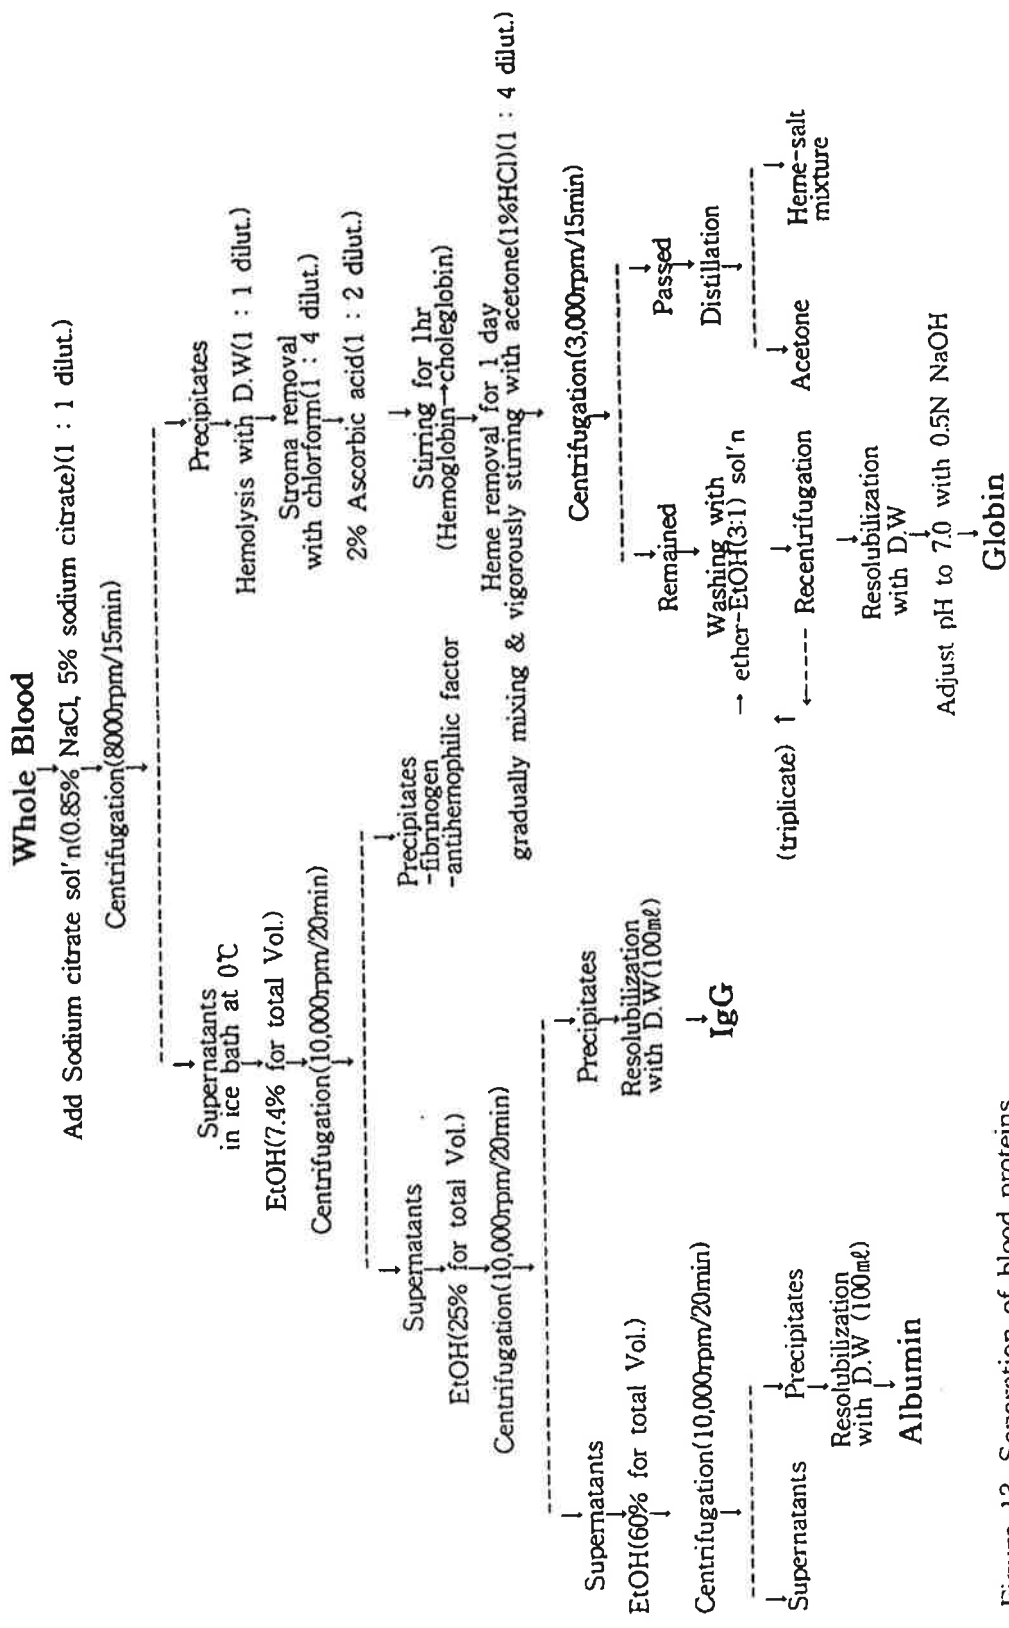 Whole Blood
Add Sodium citrate sol'n(0.85% NaCl, 5% sodium citrate)(1 : 1 dilut.)
Centrifugation(8000rpm/15min)
Supernatants
in ice bath at 0℃
EtOH(7.4% for total Vol.)
Centrifugation(10,000rpm/20min)
Supernatants
EtOH(25% for total Vol.)
Centrifugation(10,000rpm/20min)
Supernatants
EtOH(60% for total Vol.)
Centrifugation(10,000rpm/20min)
Supernatants
Precipitates
Resolubilization
with D.W (100㎖)
Albumin
Precipitates
Resolubilization
with D.W(100㎖)
IgG
Precipitates
-fibrinogen
-antihemophilic factor
Precipitates
Hemolysis with D.W(1 : 1 dilut.)
Stroma removal
with chlorform(1 : 4 dilut.)
2% Ascorbic acid(1 : 2 dilut.)
Stirring for 1hr
(Hemoglobin→choleglobin)
Heme removal for 1 day
gradually mixing & vigorously stirring with acetone(1%HCl)(1 : 4 dilut.)
Centrifugation(3,000rpm/15min)
Remained
Washing with
→ ether-EtOH(3:1) sol'n
(triplicate) ↑ ←----- Recentrifugation
Resolubilization
with D.W
Adjust pH to 7.0 with 0.5N NaOH
Globin
Passed
Distillation
Acetone
Heme-salt
mixture
Figure 13. Separation of blood proteins